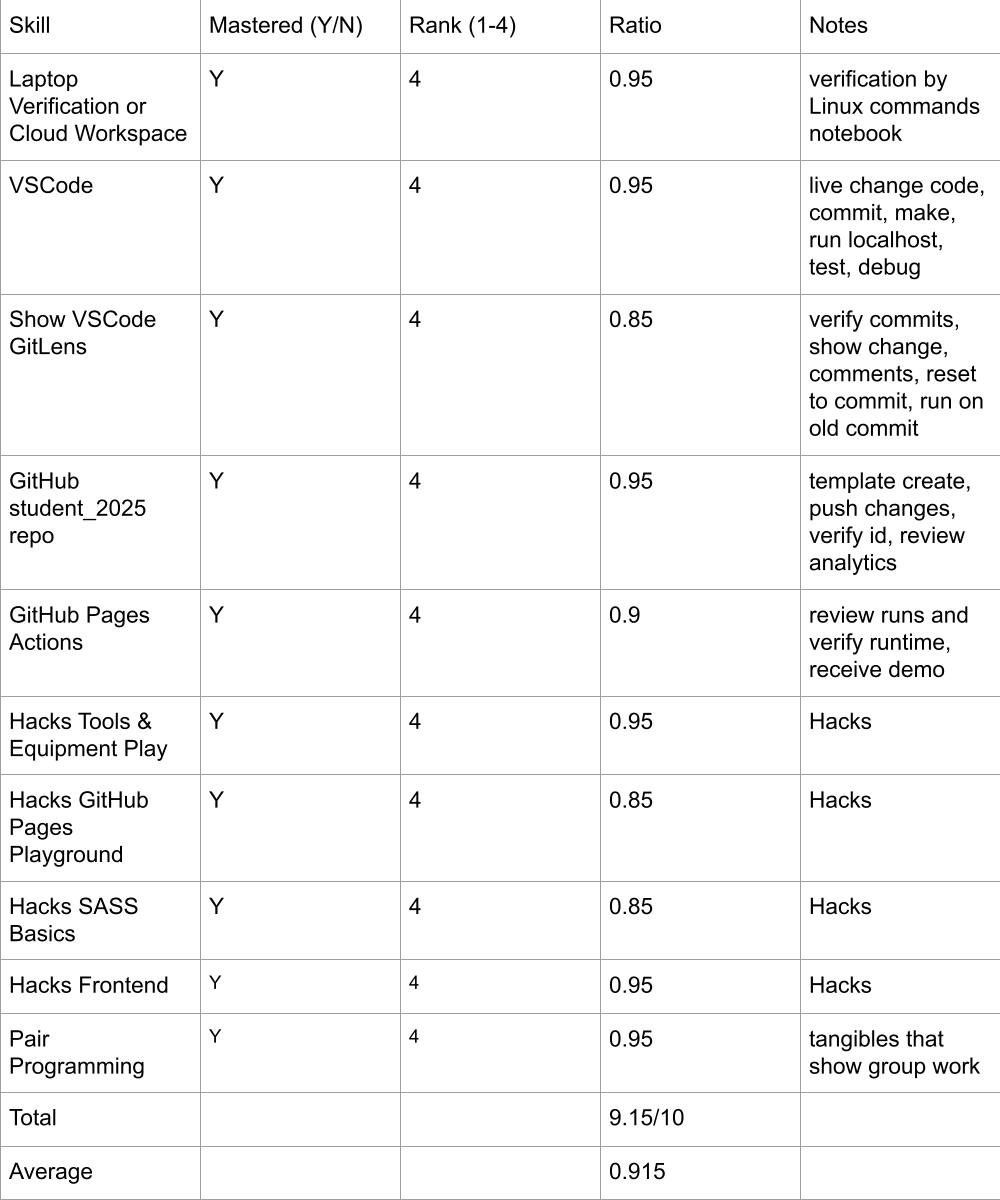 Skill Mastered (Y/N) Rank (1-4) Ratio Notes
Laptop Y 4 0.95 verification by
Verification or Linux commands
Cloud Workspace notebook
VSCode Y 4 0.95 live change code,
commit, make,
run localhost,
test, debug
Show VSCode Y 4 0.85 verify commits,
GitLens show change,
comments, reset
to commit, run on
old commit
GitHub Y 4 0.95 template create,
student_2025 push changes,
repo verify id, review
analytics
GitHub Pages Y 4 0.9 review runs and
Actions verify runtime,
receive demo
Hacks Tools & Y 4 0.95 Hacks
Equipment Play
Hacks GitHub Y 4 0.85 Hacks
Pages
Playground
Hacks SASS Y 4 0.85 Hacks
Basics
Hacks Frontend Y 4 0.95 Hacks
Pair Y 4 0.95 tangibles that
Programming show group work
Total 9.15/10
Average 0.915